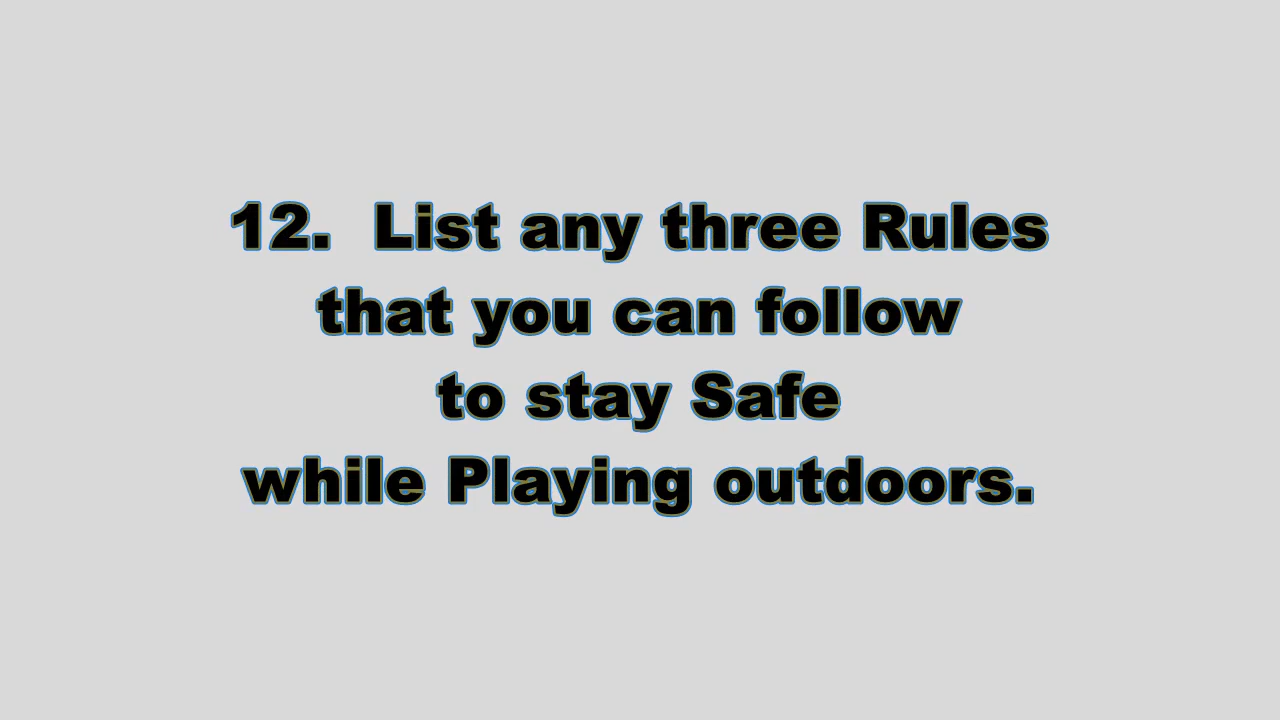 12.  List any three Rules
that you can follow
to stay Safe
while Playing outdoors.